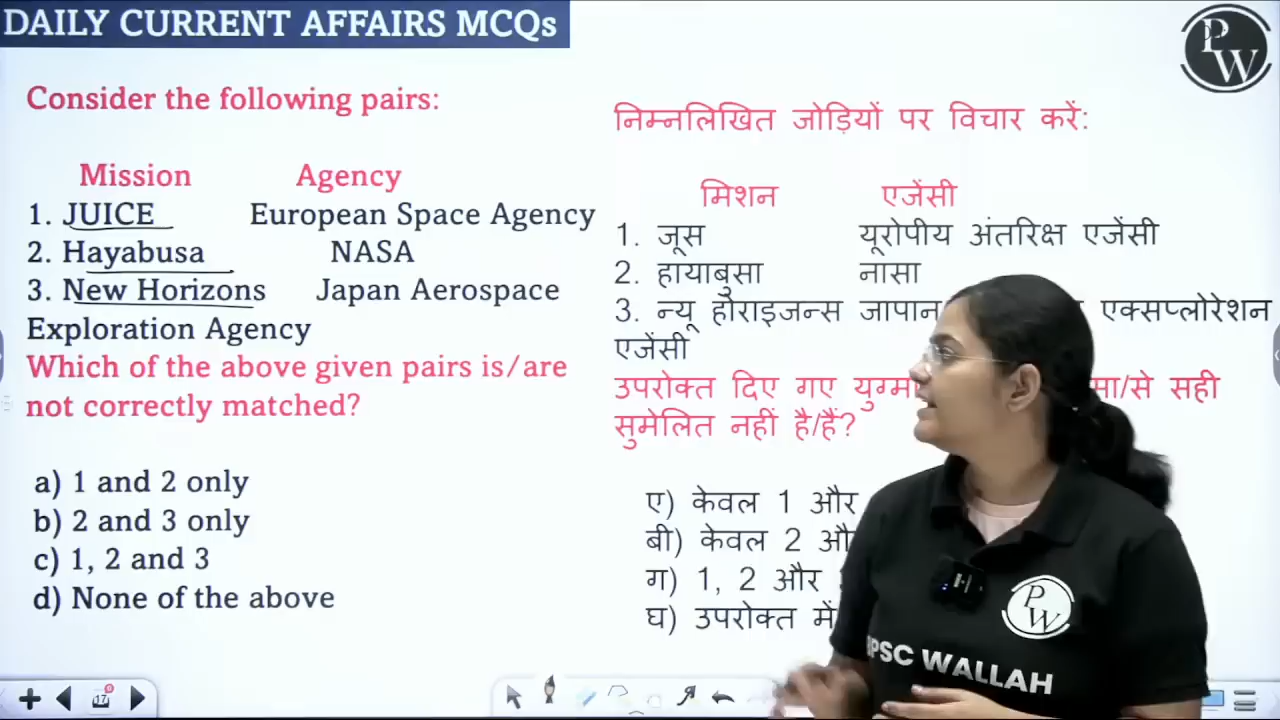 DAILY CURRENT AFFAIRS MCQs
PW
Consider the following pairs:
Mission Agency
1. JUICE European Space Agency
2. Hayabusa NASA
3. New Horizons Japan Aerospace
Exploration Agency
Which of the above given pairs is/are
not correctly matched?
a) 1 and 2 only
b) 2 and 3 only
c) 1, 2 and 3
d) None of the above
निम्नलिखित जोड़ियों पर विचार करें:
मिशन एजेंसी
1. जूस यूरोपीय अंतरिक्ष एजेंसी
2. हायाबुसा नासा
3. न्यू होराइजन्स जापान एक्सप्लोरेशन
एजेंसी
उपरोक्त दिए गए सही
सुमेलित नहीं है/हैं?
ए) केवल 1 और
बी) केवल 2
ग) 1, 2 और
घ) उपरोक्त में
PW
WALLAH
17